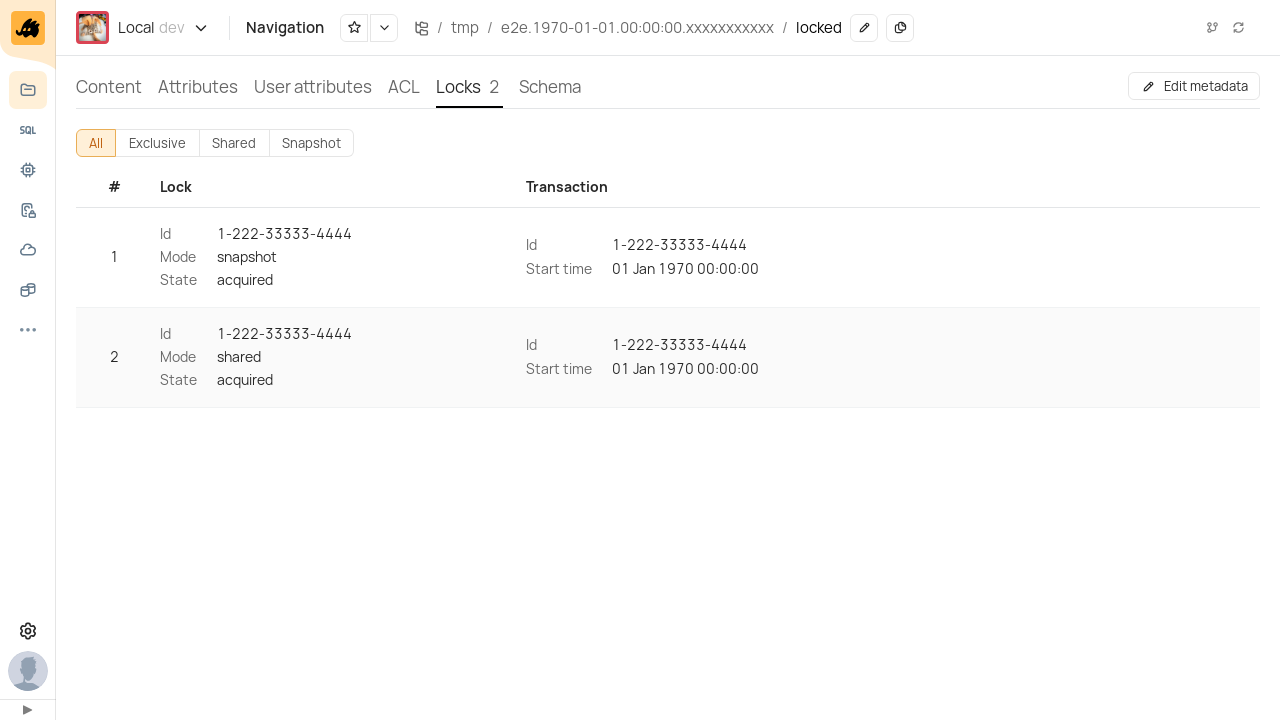 Local dev Navigation / tmp / e2e.1970-01-01.00:00:00.xxxxxxxxxxx / locked
Content Attributes User attributes ACL Locks 2 Schema Edit metadata
SQL
All Exclusive Shared Snapshot
# Lock Transaction
1
Id 1-222-33333-4444
Mode snapshot
State acquired
Id 1-222-33333-4444
Start time 01 Jan 1970 00:00:00
2
Id 1-222-33333-4444
Mode shared
State acquired
Id 1-222-33333-4444
Start time 01 Jan 1970 00:00:00